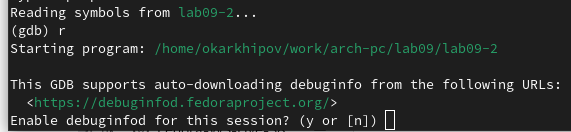 Reading symbols from lab09-2...
(gdb) r
Starting program: /home/okarkhipov/work/arch-pc/lab09/lab09-2
This GDB supports auto-downloading debuginfo from the following URLs:
<https://debuginfod.fedoraproject.org/>
Enable debuginfod for this session? (y or [n])